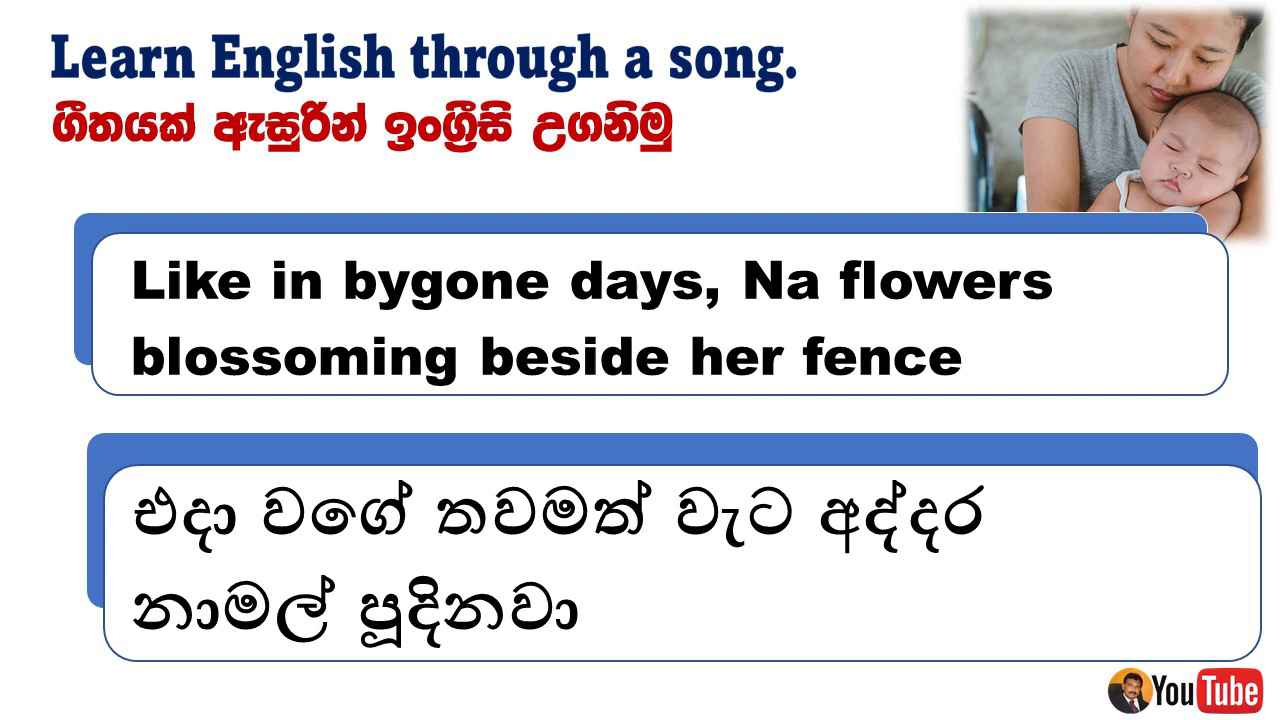 Learn English through a song.
ගීතයක් ඇසුරින් ඉංග්‍රීසි උගනිමු
Like in bygone days, Na flowers
blossoming beside her fence
එදා වගේ තවමත් වැට අද්දර
නාමල් පූදිනවා
YouTube